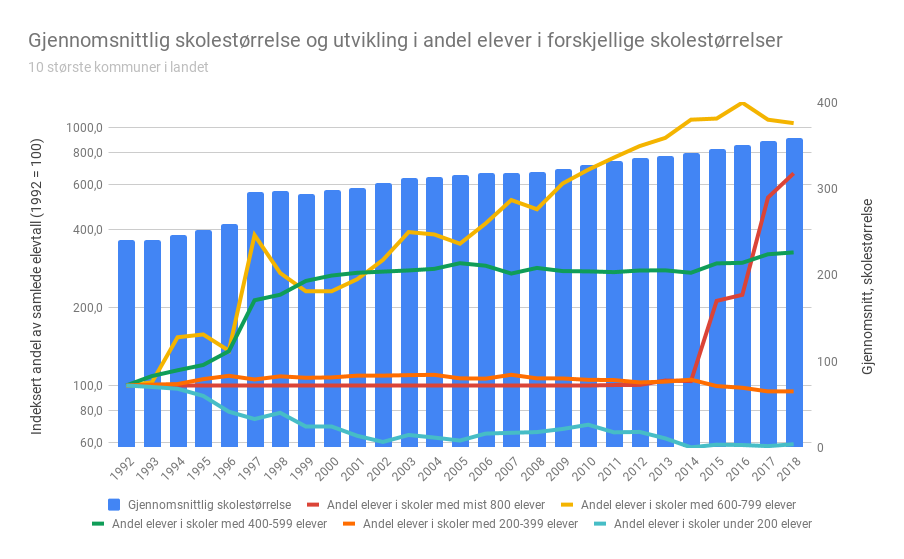 Gjennomsnittlig skolestørrelse og utvikling i andel elever i forskjellige skolestørrelser
10 største kommuner i landet
Indeksert andel av samlede elevtall (1992 = 100)
1000,0
800,0
600,0
400,0
200,0
100,0
80,0
60,0
400
300
200
100
0
Gjennomsnitt, skolestørrelse
1992 1993 1994 1995 1996 1997 1998 1999 2000 2001 2002 2003 2004 2005 2006 2007 2008 2009 2010 2011 2012 2013 2014 2015 2016 2017 2018
Gjennomsnittlig skolestørrelse Andel elever i skoler med mist 800 elever Andel elever i skoler med 600-799 elever
Andel elever i skoler med 400-599 elever Andel elever i skoler med 200-399 elever Andel elever i skoler under 200 elever